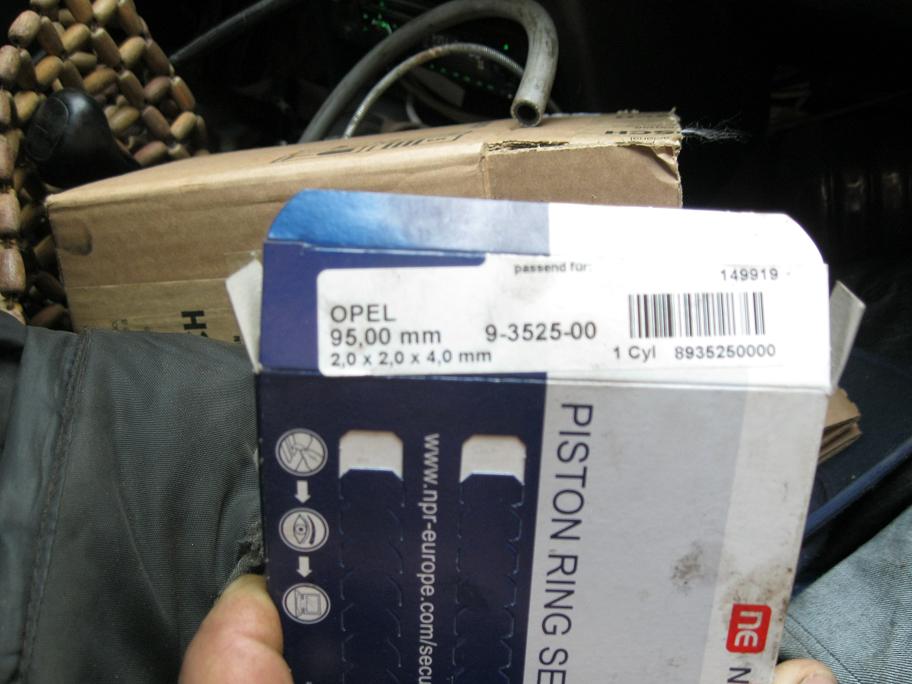 passend für:
149919
OPEL
95,00 mm
9-3525-00
2,0 x 2,0 x 4,0 mm
1 Cyl 8935250000
www.npr-europe.com/secu
PISTON RING SE
NE N